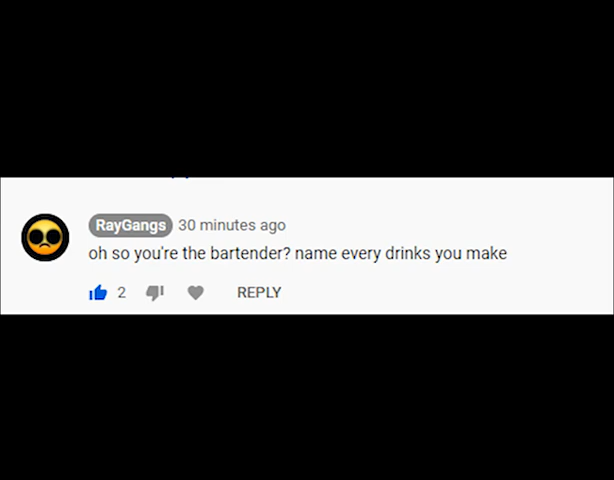 RayGangs 30 minutes ago
oh so you're the bartender? name every drinks you make
2 REPLY